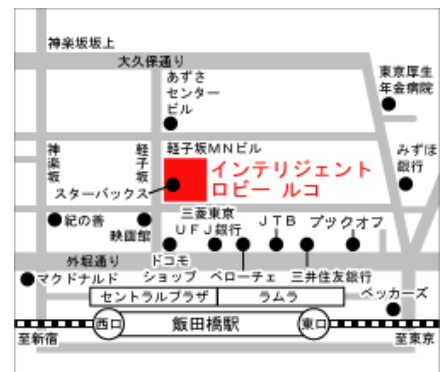 神楽坂坂上
大久保通り
あずさ
センター
ビル
東京厚生
年金病院
神楽坂
軽子坂
軽子坂MNビル
インテリジェント
ロビー ルコ
みずほ
銀行
スターバックス
紀の善
映画館
三菱東京
UFJ銀行
JTB
ブックオフ
外堀通り
ドコモ
ショップ
マクドナルド
ベローチェ
三井住友銀行
セントラルプラザ
ラムラ
ベッカーズ
西口
飯田橋駅
東口
至新宿
至東京